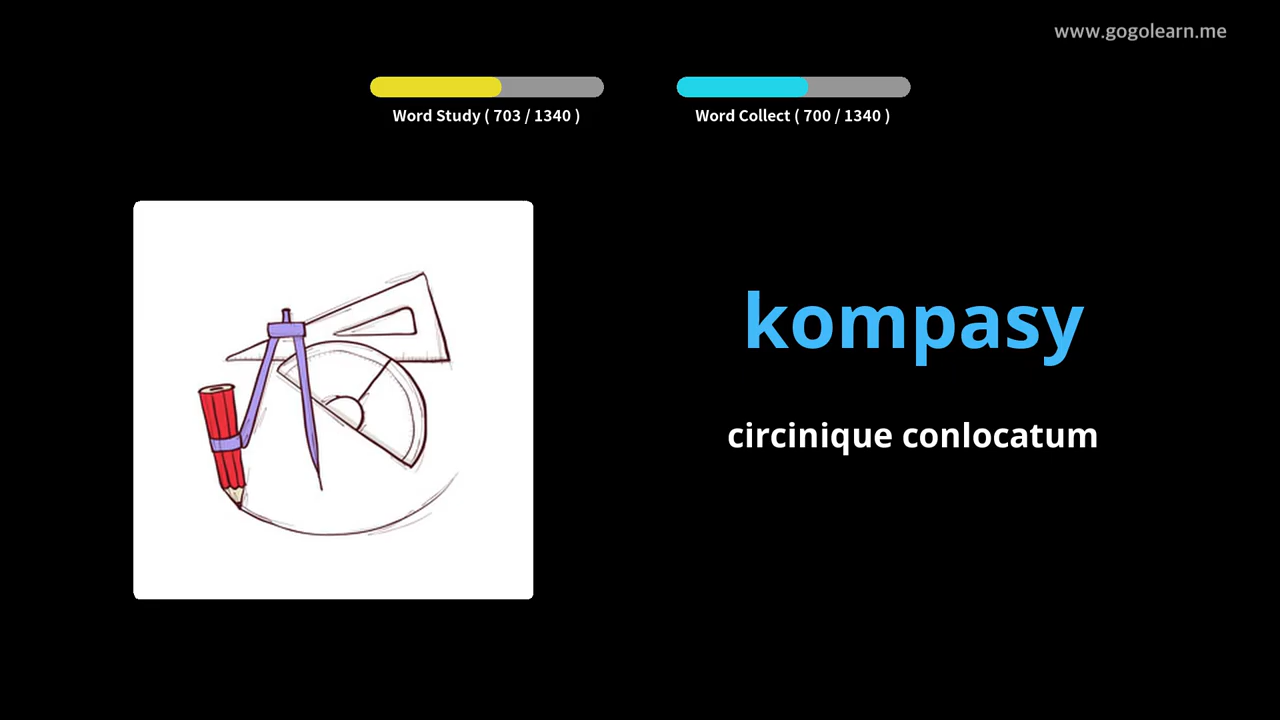 www.gogolearn.me
Word Study ( 703 / 1340 )
Word Collect ( 700 / 1340 )
kompasy
circinique conlocatum